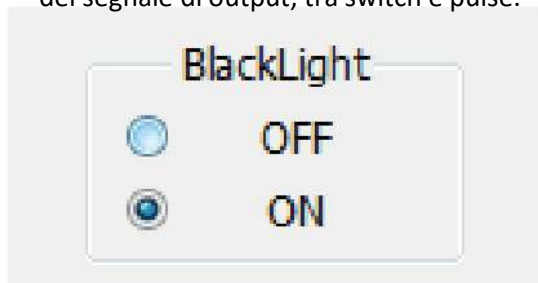 del segnale di output, tra switch e pulse.
BlackLight
OFF
ON